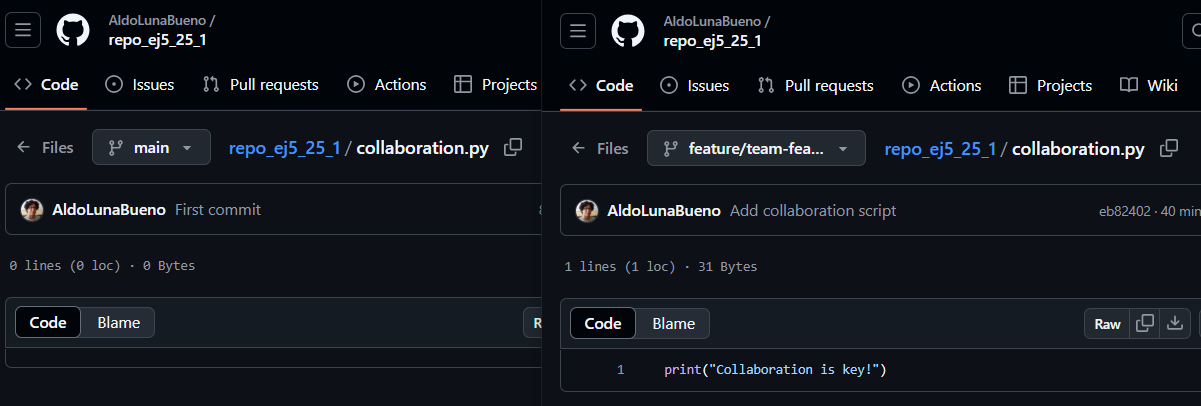 AldoLunaBueno /
repo_ej5_25_1
Code Issues Pull requests Actions Projects
Files main repo_ej5_25_1 / collaboration.py
AldoLunaBueno First commit
0 lines (0 loc) · 0 Bytes
Code Blame
AldoLunaBueno /
repo_ej5_25_1
Code Issues Pull requests Actions Projects Wiki
Files feature/team-fea... repo_ej5_25_1 / collaboration.py
AldoLunaBueno Add collaboration script eb82402 · 40 min
1 lines (1 loc) · 31 Bytes
Code Blame Raw
1 print("Collaboration is key!")